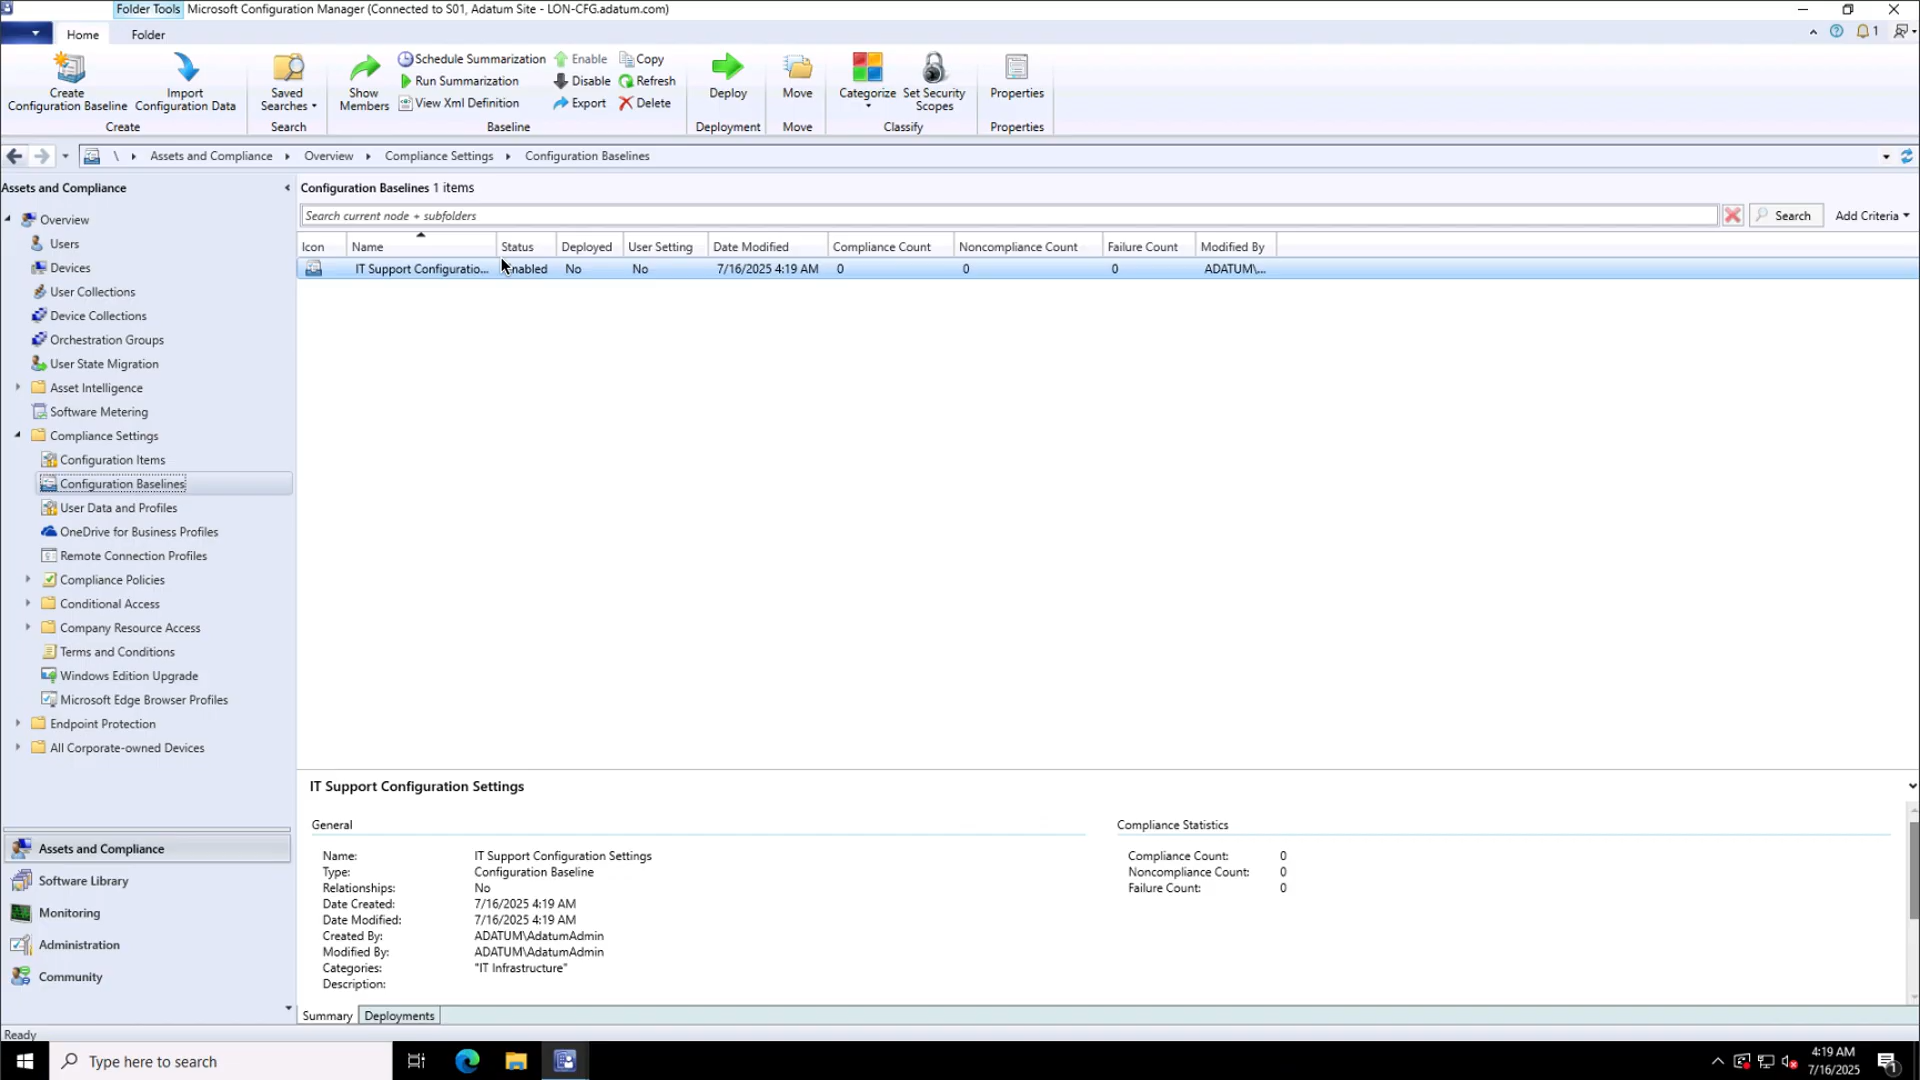 Folder Tools Microsoft Configuration Manager (Connected to S01, Adatum Site - LON-CFG.adatum.com)
Home Folder
1
Create Configuration Baseline
Import Configuration Data
Create
Saved Searches
Search
Show Members
Schedule Summarization
Run Summarization
View Xml Definition
Enable
Disable
Export
Copy
Refresh
Delete
Baseline
Deploy
Deployment
Move
Move
Categorize
Set Security Scopes
Classify
Properties
Properties
\ Assets and Compliance Overview Compliance Settings Configuration Baselines
Assets and Compliance
Overview
Users
Devices
User Collections
Device Collections
Orchestration Groups
User State Migration
Asset Intelligence
Software Metering
Compliance Settings
Configuration Items
Configuration Baselines
User Data and Profiles
OneDrive for Business Profiles
Remote Connection Profiles
Compliance Policies
Conditional Access
Company Resource Access
Terms and Conditions
Windows Edition Upgrade
Microsoft Edge Browser Profiles
Endpoint Protection
All Corporate-owned Devices
Assets and Compliance
Software Library
Monitoring
Administration
Community
Configuration Baselines 1 items
Search current node + subfolders
Search
Add Criteria
Icon Name Status Deployed User Setting Date Modified Compliance Count Noncompliance Count Failure Count Modified By
IT Support Configuratio... Enabled No No 7/16/2025 4:19 AM 0 0 0 ADATUM\...
IT Support Configuration Settings
General
Name: IT Support Configuration Settings
Type: Configuration Baseline
Relationships: No
Date Created: 7/16/2025 4:19 AM
Date Modified: 7/16/2025 4:19 AM
Created By: ADATUM\AdatumAdmin
Modified By: ADATUM\AdatumAdmin
Categories: "IT Infrastructure"
Description:
Compliance Statistics
Compliance Count: 0
Noncompliance Count: 0
Failure Count: 0
Summary Deployments
Ready
Type here to search
4:19 AM
7/16/2025
1